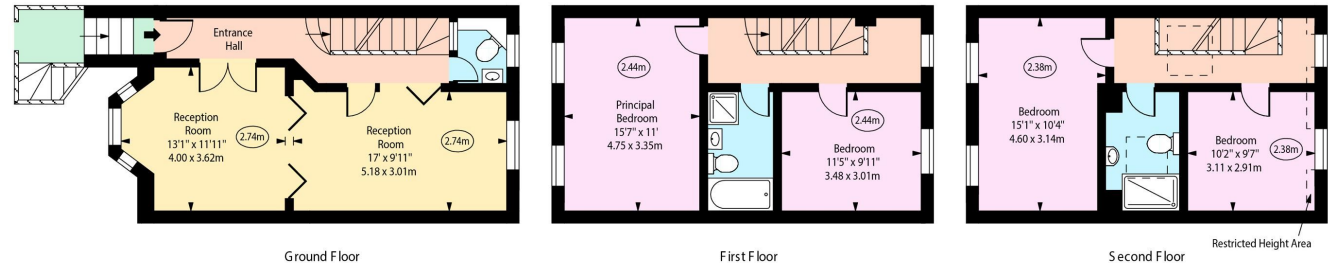 Entrance
Hall
Reception
Room
13'1" x 11'11"
4.00 x 3.62m
2.74m
Reception
Room
17' x 9'11"
5.18 x 3.01m
2.74m
Ground Floor
2.44m
Principal
Bedroom
15'7" x 11'
4.75 x 3.35m
2.44m
Bedroom
11'5" x 9'11"
3.48 x 3.01m
First Floor
2.38m
Bedroom
15'1" x 10'4"
4.60 x 3.14m
Bedroom
10'2" x 9'7"
3.11 x 2.91m
2.38m
Restricted Height Area
Second Floor